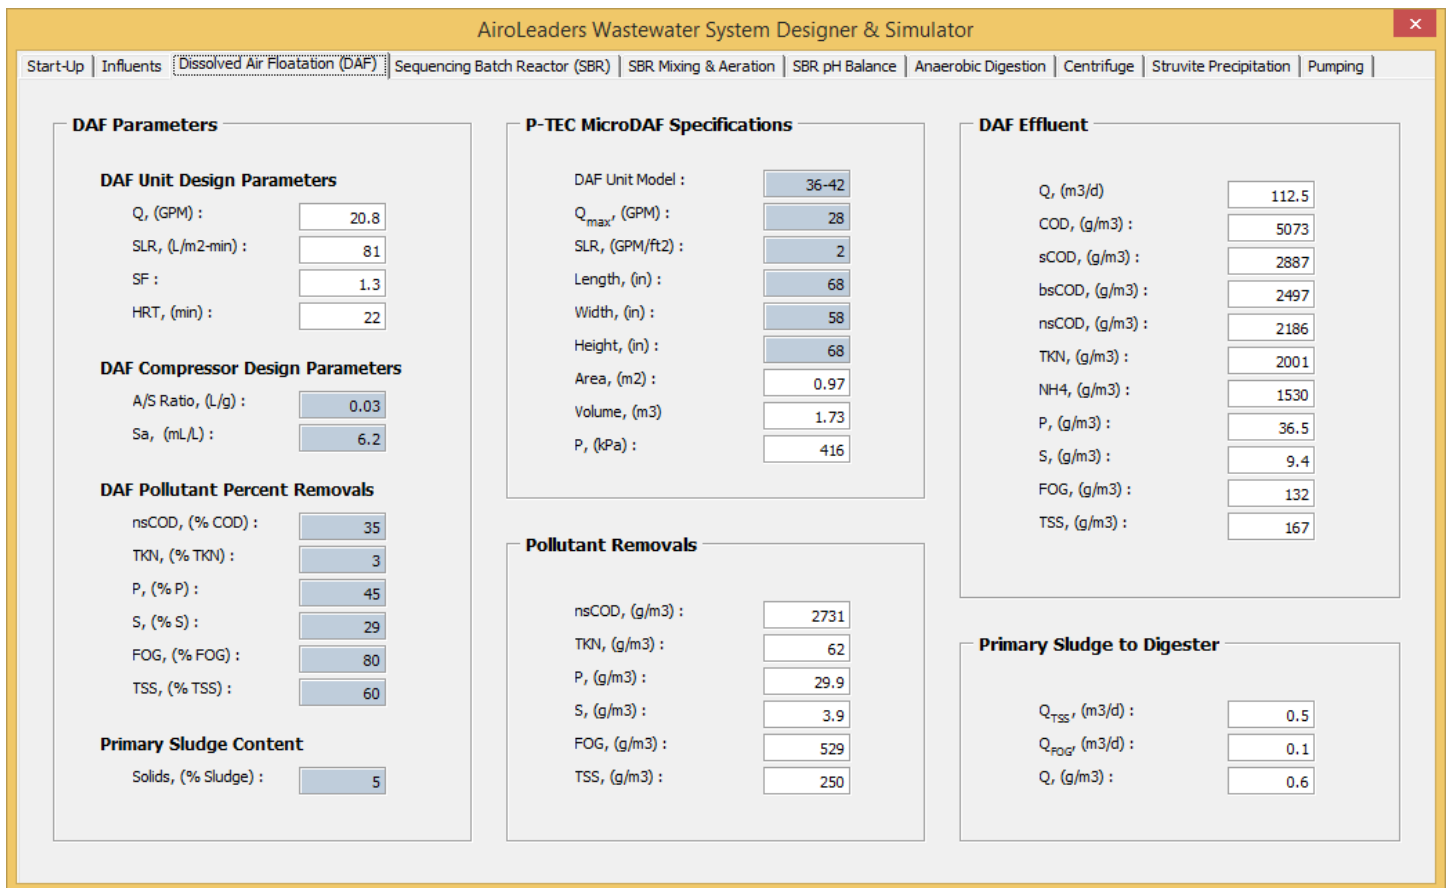 AiroLeaders Wastewater System Designer & Simulator
Start-Up | Influents | Dissolved Air Floatation (DAF) | Sequencing Batch Reactor (SBR) | SBR Mixing & Aeration | SBR pH Balance | Anaerobic Digestion | Centrifuge | Struvite Precipitation | Pumping
DAF Parameters
DAF Unit Design Parameters
Q, (GPM) : 20.8
SLR, (L/m2-min) : 81
SF : 1.3
HRT, (min) : 22
DAF Compressor Design Parameters
A/S Ratio, (L/g) : 0.03
Sa, (mL/L) : 6.2
DAF Pollutant Percent Removals
nsCOD, (% COD) : 35
TKN, (% TKN) : 3
P, (% P) : 45
S, (% S) : 29
FOG, (% FOG) : 80
TSS, (% TSS) : 60
Primary Sludge Content
Solids, (% Sludge) : 5
P-TEC MicroDAF Specifications
DAF Unit Model : 36-42
Qmax, (GPM) : 28
SLR, (GPM/ft2) : 2
Length, (in) : 68
Width, (in) : 58
Height, (in) : 68
Area, (m2) : 0.97
Volume, (m3) 1.73
P, (kPa) : 416
Pollutant Removals
nsCOD, (g/m3) : 2731
TKN, (g/m3) : 62
P, (g/m3) : 29.9
S, (g/m3) : 3.9
FOG, (g/m3) : 529
TSS, (g/m3) : 250
DAF Effluent
Q, (m3/d) 112.5
COD, (g/m3) : 5073
sCOD, (g/m3) : 2887
bsCOD, (g/m3) : 2497
nsCOD, (g/m3) : 2186
TKN, (g/m3) : 2001
NH4, (g/m3) : 1530
P, (g/m3) : 36.5
S, (g/m3) : 9.4
FOG, (g/m3) : 132
TSS, (g/m3) : 167
Primary Sludge to Digester
QTSS, (m3/d) : 0.5
QFOG, (m3/d) : 0.1
Q, (g/m3) : 0.6